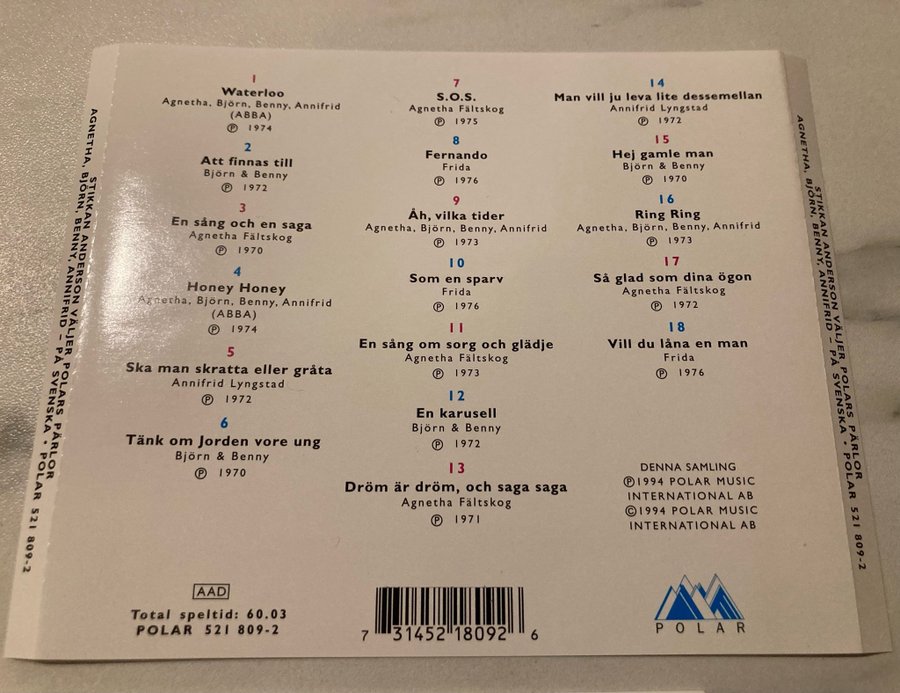 AGNETHA, BJÖRN, BENNY, ANNIFRID – PÅ SVENSKA • POLAR 521 809-2
STIKKAN ANDERSON VÄLJER POLARS PÄRLOR
1
Waterloo
Agnetha, Björn, Benny, Annifrid
(ABBA)
Ⓟ 1974
2
Att finnas till
Björn & Benny
Ⓟ 1972
3
En sång och en saga
Agnetha Fältskog
Ⓟ 1970
4
Honey Honey
Agnetha, Björn, Benny, Annifrid
(ABBA)
Ⓟ 1974
5
Ska man skratta eller gråta
Annifrid Lyngstad
Ⓟ 1972
6
Tänk om Jorden vore ung
Björn & Benny
Ⓟ 1970
7
S.O.S.
Agnetha Fältskog
Ⓟ 1975
8
Fernando
Frida
Ⓟ 1976
9
Åh, vilka tider
Agnetha, Björn, Benny, Annifrid
Ⓟ 1973
10
Som en sparv
Frida
Ⓟ 1976
11
En sång om sorg och glädje
Agnetha Fältskog
Ⓟ 1973
12
En karusell
Björn & Benny
Ⓟ 1972
13
Dröm är dröm, och saga saga
Agnetha Fältskog
Ⓟ 1971
14
Man vill ju leva lite dessemellan
Annifrid Lyngstad
Ⓟ 1972
15
Hej gamle man
Björn & Benny
Ⓟ 1970
16
Ring Ring
Agnetha, Björn, Benny, Annifrid
Ⓟ 1973
17
Så glad som dina ögon
Agnetha Fältskog
Ⓟ 1972
18
Vill du låna en man
Frida
Ⓟ 1976
DENNA SAMLING
Ⓟ1994 POLAR MUSIC
INTERNATIONAL AB
©1994 POLAR MUSIC
INTERNATIONAL AB
AAD
Total speltid: 60.03
POLAR 521 809-2
7 31452 18092 6
POLAR
STIKKAN ANDERSON VÄLJER POLARS PÄRLOR
AGNETHA, BJÖRN, BENNY, ANNIFRID – PÅ SVENSKA • POLAR 521 809-2